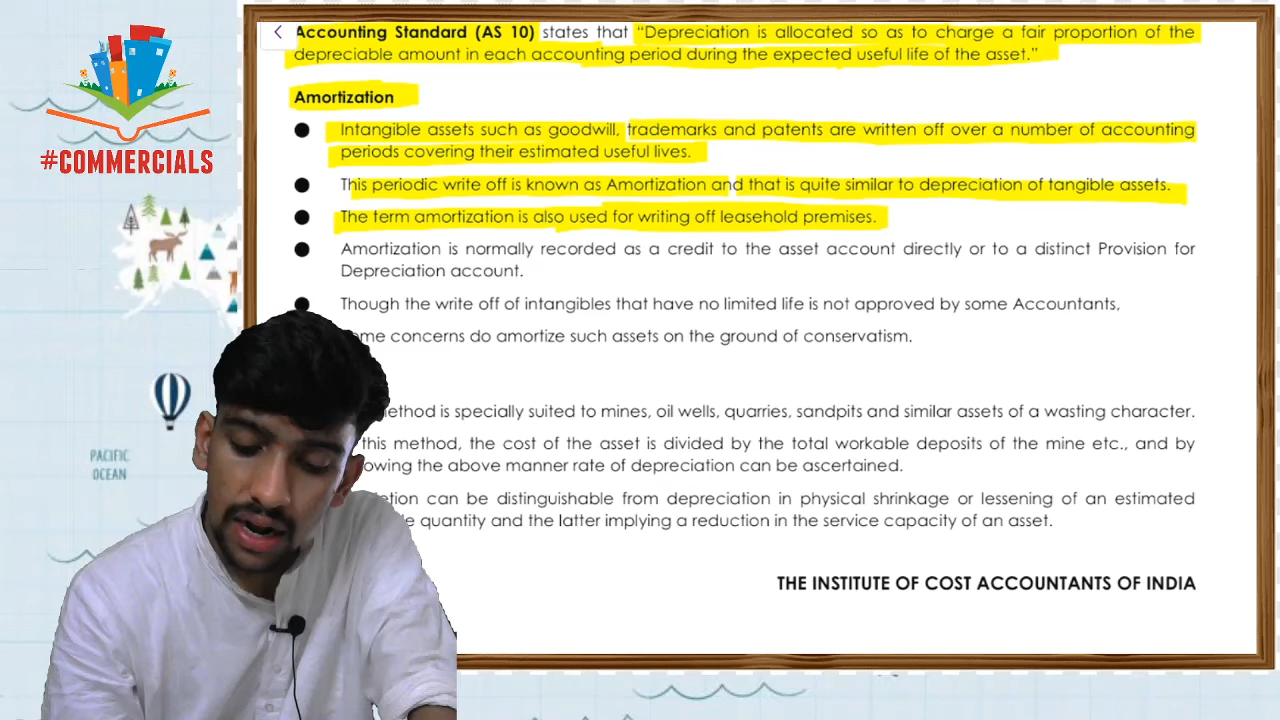 Accounting Standard (AS 10) states that “Depreciation is allocated so as to charge a fair proportion of the
depreciable amount in each accounting period during the expected useful life of the asset.”
Amortization
● Intangible assets such as goodwill, trademarks and patents are written off over a number of accounting
periods covering their estimated useful lives.
● This periodic write off is known as Amortization and that is quite similar to depreciation of tangible assets.
● The term amortization is also used for writing off leasehold premises.
● Amortization is normally recorded as a credit to the asset account directly or to a distinct Provision for
Depreciation account.
● Though the write off of intangibles that have no limited life is not approved by some Accountants,
concerns do amortize such assets on the ground of conservatism.
is specially suited to mines, oil wells, quarries, sandpits and similar assets of a wasting character.
this method, the cost of the asset is divided by the total workable deposits of the mine etc., and by
the above manner rate of depreciation can be ascertained.
can be distinguishable from depreciation in physical shrinkage or lessening of an estimated
quantity and the latter implying a reduction in the service capacity of an asset.
THE INSTITUTE OF COST ACCOUNTANTS OF INDIA
#COMMERCIALS
PACIFIC
OCEAN